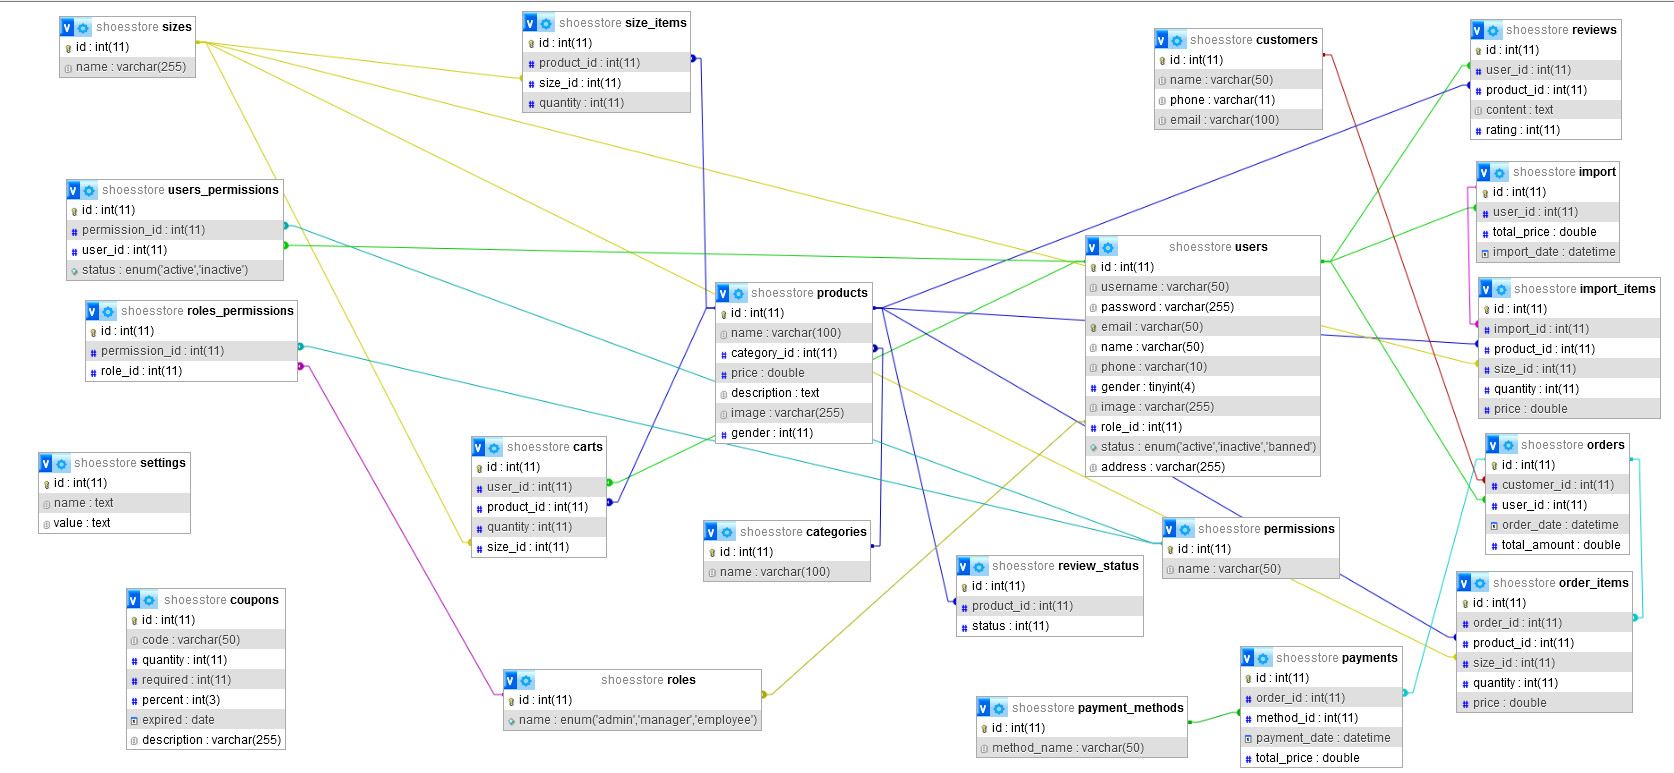 shoesstore sizes
id : int(11)
name : varchar(255)
shoesstore size_items
id : int(11)
product_id : int(11)
size_id : int(11)
quantity : int(11)
shoesstore customers
id : int(11)
name : varchar(50)
phone : varchar(11)
email : varchar(100)
shoesstore reviews
id : int(11)
user_id : int(11)
product_id : int(11)
content : text
rating : int(11)
shoesstore users_permissions
id : int(11)
permission_id : int(11)
user_id : int(11)
status : enum('active','inactive')
shoesstore import
id : int(11)
user_id : int(11)
total_price : double
import_date : datetime
shoesstore users
id : int(11)
username : varchar(50)
password : varchar(255)
email : varchar(50)
name : varchar(50)
phone : varchar(10)
gender : tinyint(4)
image : varchar(255)
role_id : int(11)
status : enum('active','inactive','banned')
address : varchar(255)
shoesstore products
id : int(11)
name : varchar(100)
category_id : int(11)
price : double
description : text
image : varchar(255)
gender : int(11)
shoesstore import_items
id : int(11)
import_id : int(11)
product_id : int(11)
size_id : int(11)
quantity : int(11)
price : double
shoesstore roles_permissions
id : int(11)
permission_id : int(11)
role_id : int(11)
shoesstore settings
id : int(11)
name : text
value : text
shoesstore carts
id : int(11)
user_id : int(11)
product_id : int(11)
quantity : int(11)
size_id : int(11)
shoesstore orders
id : int(11)
customer_id : int(11)
user_id : int(11)
order_date : datetime
total_amount : double
shoesstore categories
id : int(11)
name : varchar(100)
shoesstore permissions
id : int(11)
name : varchar(50)
shoesstore review_status
id : int(11)
product_id : int(11)
status : int(11)
shoesstore order_items
id : int(11)
order_id : int(11)
product_id : int(11)
size_id : int(11)
quantity : int(11)
price : double
shoesstore coupons
id : int(11)
code : varchar(50)
quantity : int(11)
required : int(11)
percent : int(3)
expired : date
description : varchar(255)
shoesstore roles
id : int(11)
name : enum('admin','manager','employee')
shoesstore payments
id : int(11)
order_id : int(11)
method_id : int(11)
payment_date : datetime
total_price : double
shoesstore payment_methods
id : int(11)
method_name : varchar(50)